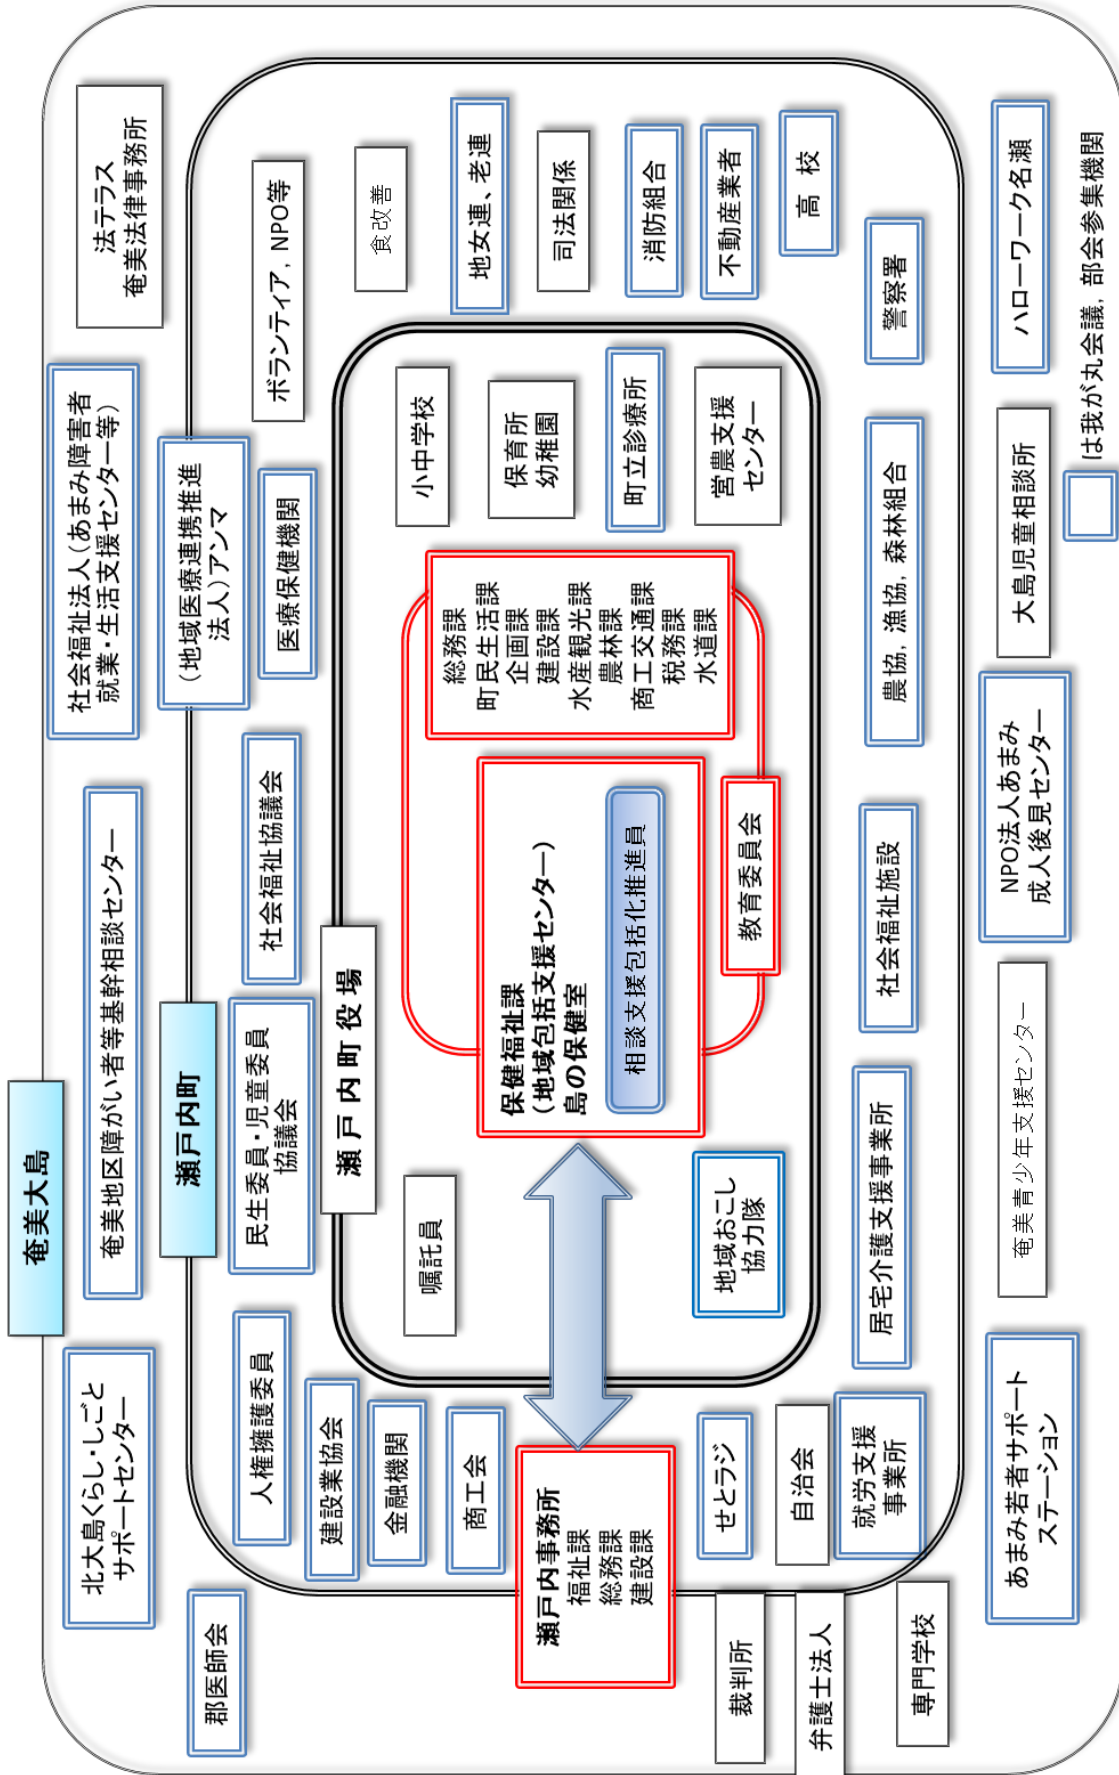 奄美大島
北大島くらし・しごと
サポートセンター
奄美地区障がい者等基幹相談センター
社会福祉法人(あまみ障害者
就業・生活支援センター等)
法テラス
奄美法律事務所
郡医師会
瀬戸内町
(地域医療連携推進
法人)アンマ
人権擁護委員
民生委員・児童委員
協議会
社会福祉協議会
医療保健機関
ボランティア, NPO等
建設業協会
金融機関
商工会
瀬戸内町役場
食改善
地女連、老連
司法関係
消防組合
不動産業者
高 校
嘱託員
小中学校
保育所
幼稚園
町立診療所
営農支援
センター
総務課
町民生活課
企画課
建設課
水産観光課
農林課
商工交通課
税務課
水道課
保健福祉課
(地域包括支援センター)
島の保健室
相談支援包括化推進員
教育委員会
瀬戸内事務所
福祉課
総務課
建設課
地域おこし
協力隊
せとラジ
自治会
就労支援
事業所
居宅介護支援事業所
社会福祉施設
農協, 漁協, 森林組合
警察署
裁判所
弁護士法人
専門学校
あまみ若者サポート
ステーション
奄美青少年支援センター
NPO法人あまみ
成人後見センター
大島児童相談所
ハローワーク名瀬
は我が丸会議, 部会参集機関